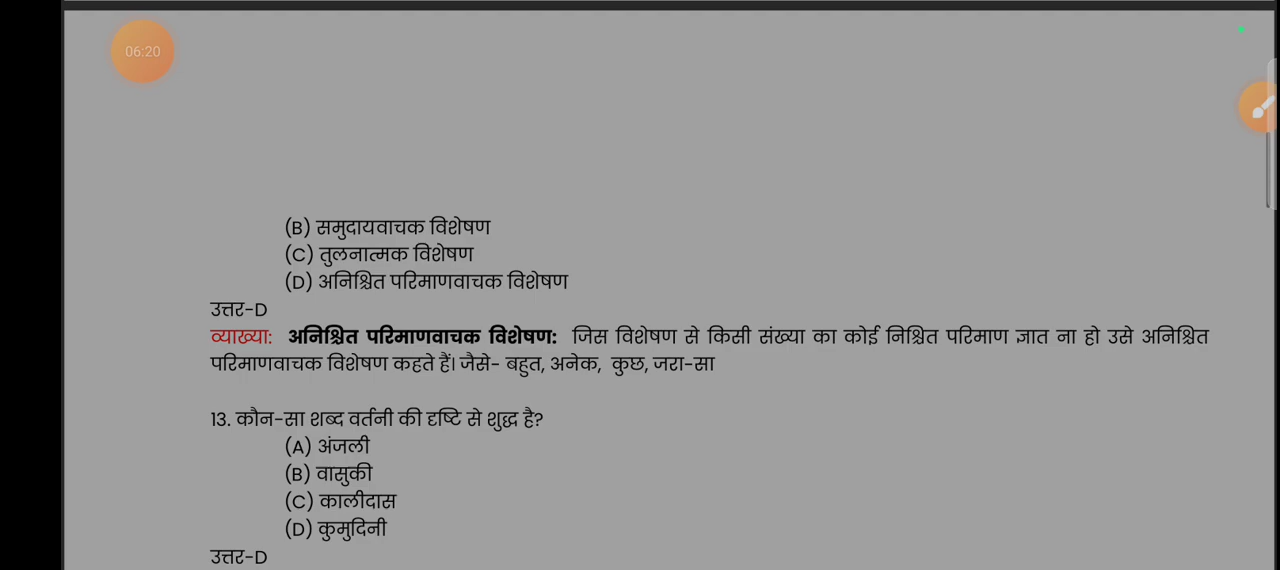 06:20
(B) समुदायवाचक विशेषण
(C) तुलनात्मक विशेषण
(D) अनिश्चित परिमाणवाचक विशेषण
उत्तर-D
व्याख्या: अनिश्चित परिमाणवाचक विशेषण: जिस विशेषण से किसी संख्या का कोई निश्चित परिमाण ज्ञात ना हो उसे अनिश्चित
परिमाणवाचक विशेषण कहते हैं। जैसे- बहुत, अनेक, कुछ, जरा-सा
13. कौन-सा शब्द वर्तनी की दृष्टि से शुद्ध है?
(A) अंजली
(B) वासुकी
(C) कालीदास
(D) कुमुदिनी
उत्तर-D